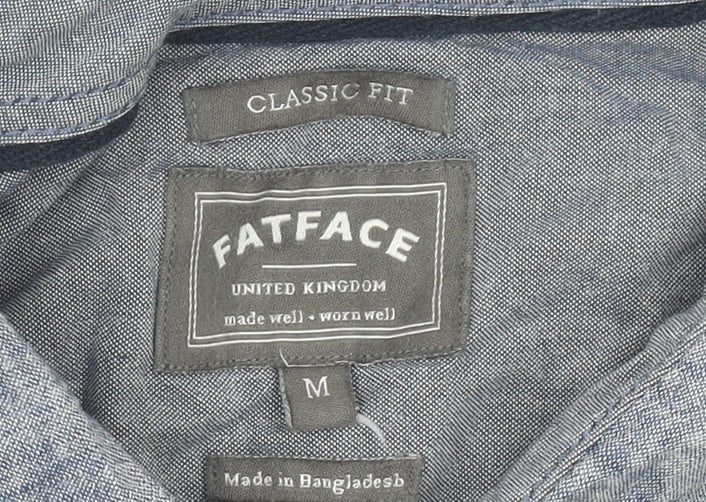 CLASSIC FIT
FATFACE
UNITED KINGDOM
made well • worn well
M
Made in Bangladesh